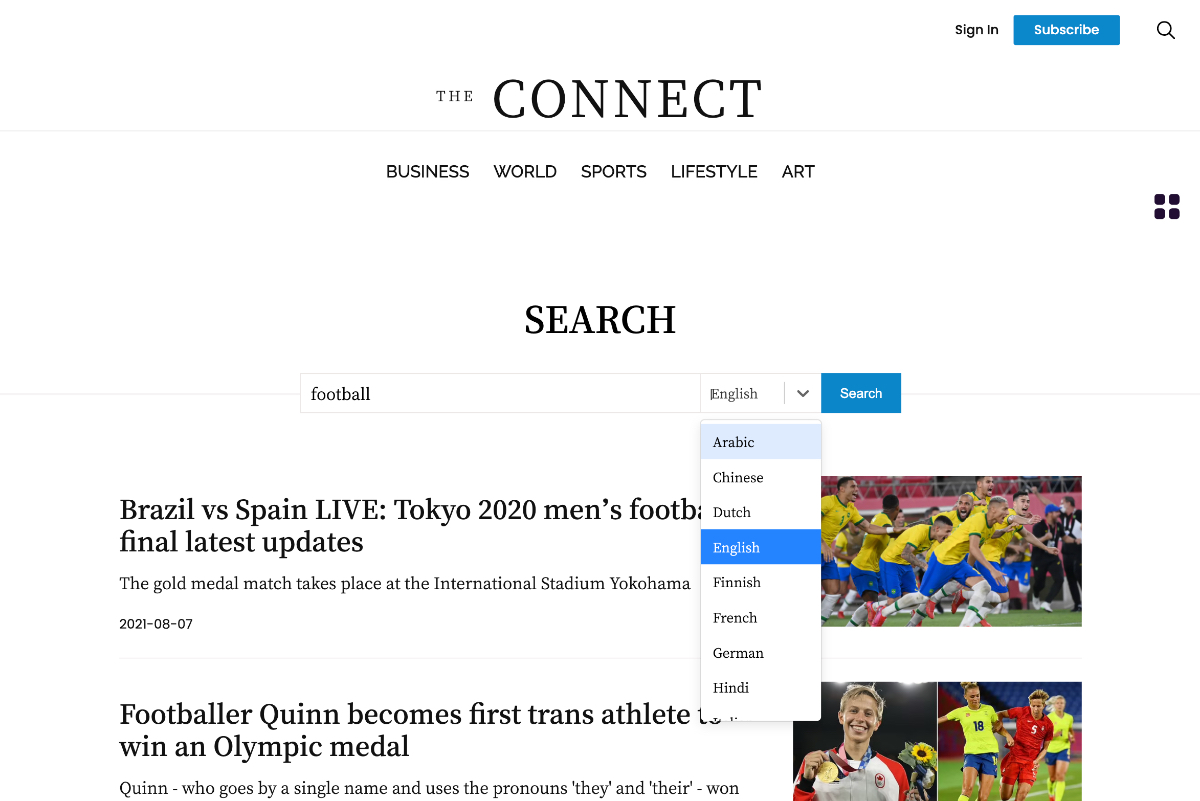 Sign In
Subscribe
THE CONNECT
BUSINESS WORLD SPORTS LIFESTYLE ART
SEARCH
football
English
Search
Arabic
Chinese
Dutch
English
Finnish
French
German
Hindi
Brazil vs Spain LIVE: Tokyo 2020 men’s
final latest updates
The gold medal match takes place at the International Stadium Yokohama
2021-08-07
Footballer Quinn becomes first trans athlete to
win an Olympic medal
Quinn - who goes by a single name and uses the pronouns 'they' and 'their' - won
18
5